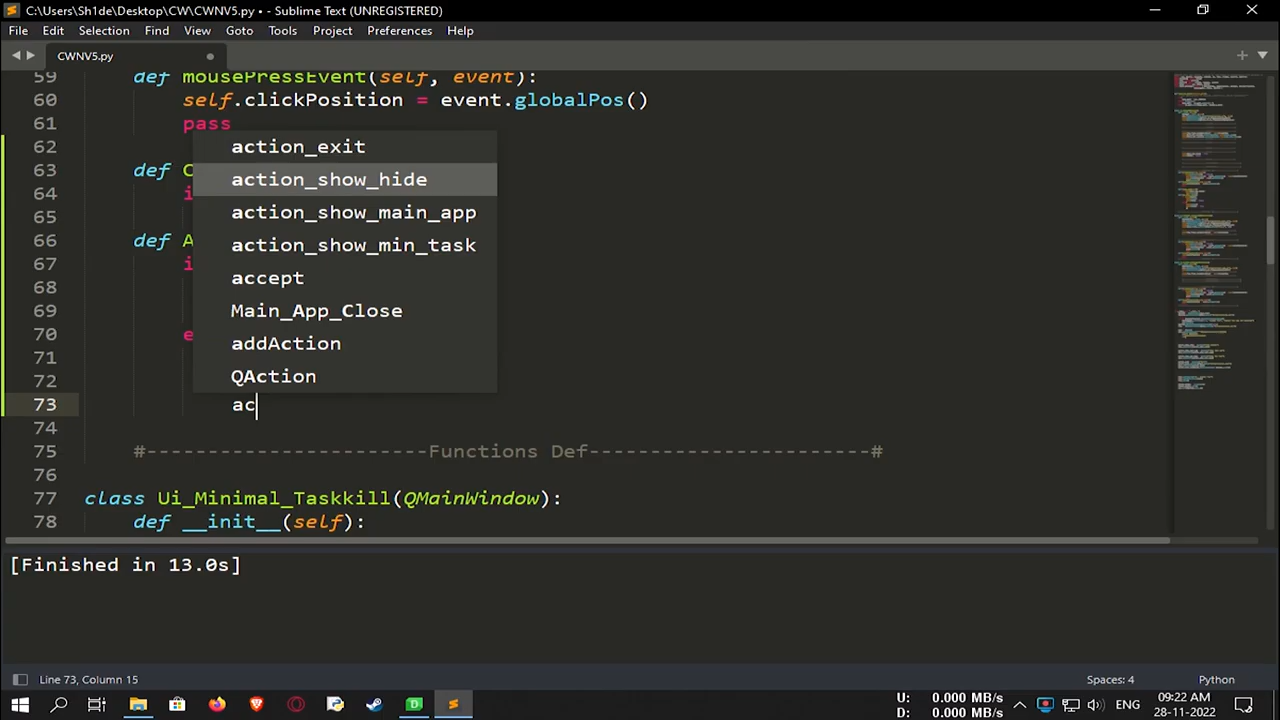 C:\Users\Sh1de\Desktop\CW\CWNV5.py • - Sublime Text (UNREGISTERED)
File Edit Selection Find View Goto Tools Project Preferences Help
CWNV5.py
59 def mousePressEvent(self, event):
60 self.clickPosition = event.globalPos()
61 pass
62 action_exit
63 def C
action_show_hide
64 i
65 action_show_main_app
66 def A action_show_min_task
67 i
68 accept
69 Main_App_Close
70 e addAction
71
72 QAction
73 ac
74
75 #-----------------------Functions Def-----------------------#
76
77 class Ui_Minimal_Taskkill(QMainWindow):
78 def __init__(self):
[Finished in 13.0s]
Line 73, Column 15 Spaces: 4 Python
U: 0.000 MB/s
D: 0.000 MB/s
ENG
09:22 AM
28-11-2022